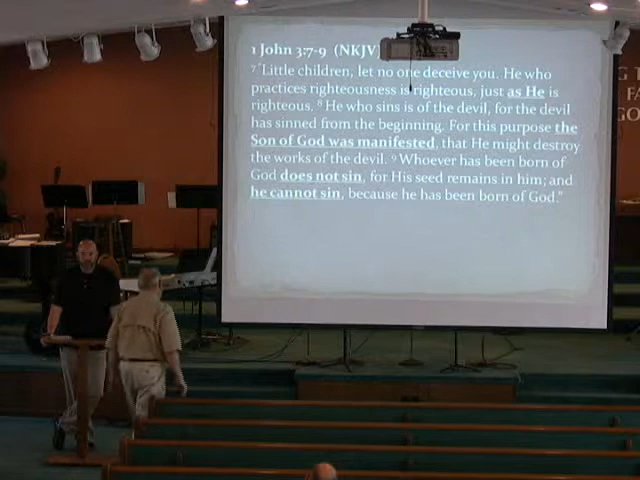 1 John 3:7-9 (NKJV)
7 "Little children, let no one deceive you. He who
practices righteousness is righteous, just as He is
righteous. 8 He who sins is of the devil, for the devil
has sinned from the beginning. For this purpose the
Son of God was manifested, that He might destroy
the works of the devil. 9 Whoever has been born of
God does not sin, for His seed remains in him; and
he cannot sin, because he has been born of God."
FA
GO